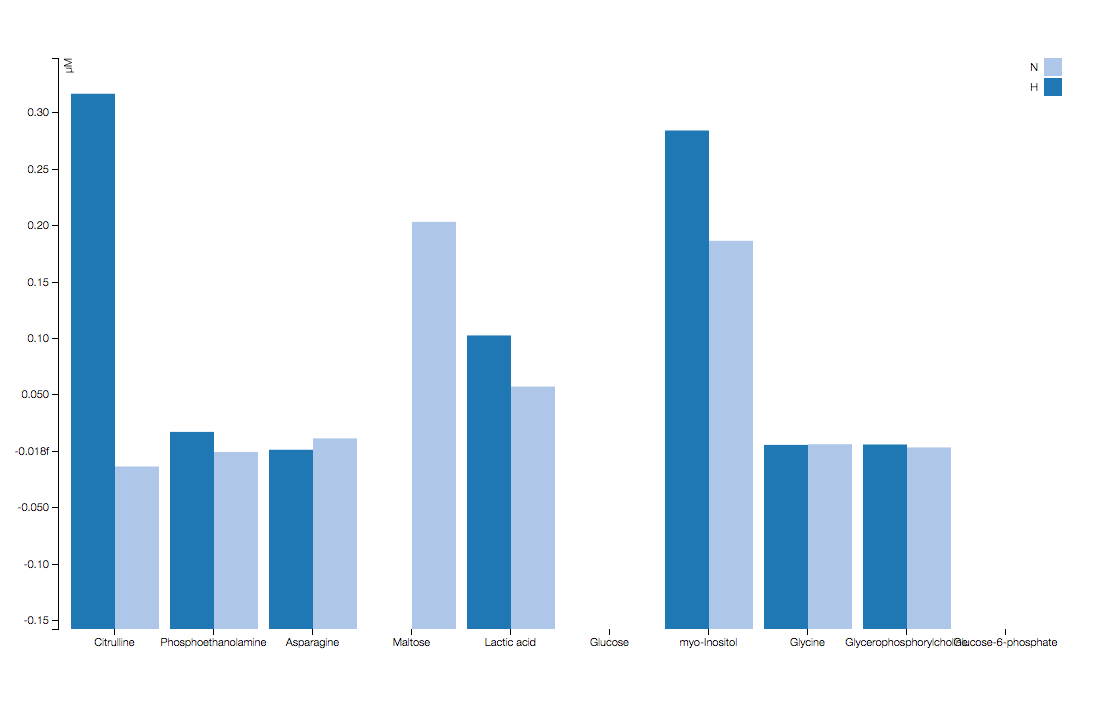 µM
N
H
0.30
0.25
0.20
0.15
0.10
0.050
-0.018f
-0.050
-0.10
-0.15
Citrulline Phosphoethanolamine Asparagine Maltose Lactic acid Glucose myo-Inositol Glycine Glycerophosphorylcholine Glucose-6-phosphate